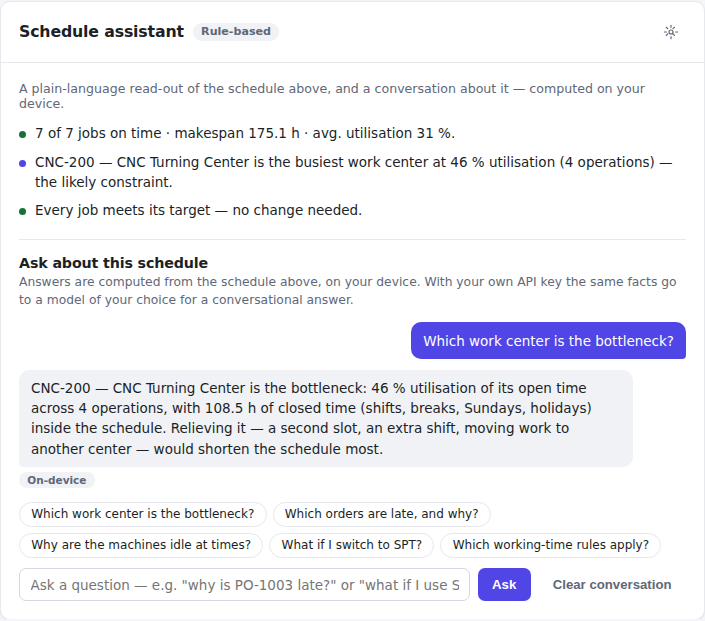 Schedule assistant Rule-based
A plain-language read-out of the schedule above, and a conversation about it — computed on your
device.
7 of 7 jobs on time · makespan 175.1 h · avg. utilisation 31 %.
CNC-200 — CNC Turning Center is the busiest work center at 46 % utilisation (4 operations) —
the likely constraint.
Every job meets its target — no change needed.
Ask about this schedule
Answers are computed from the schedule above, on your device. With your own API key the same facts go
to a model of your choice for a conversational answer.
Which work center is the bottleneck?
CNC-200 — CNC Turning Center is the bottleneck: 46 % utilisation of its open time
across 4 operations, with 108.5 h of closed time (shifts, breaks, Sundays, holidays)
inside the schedule. Relieving it — a second slot, an extra shift, moving work to
another center — would shorten the schedule most.
On-device
Which work center is the bottleneck? Which orders are late, and why?
Why are the machines idle at times? What if I switch to SPT? Which working-time rules apply?
Ask a question — e.g. "why is PO-1003 late?" or "what if I use S Ask Clear conversation